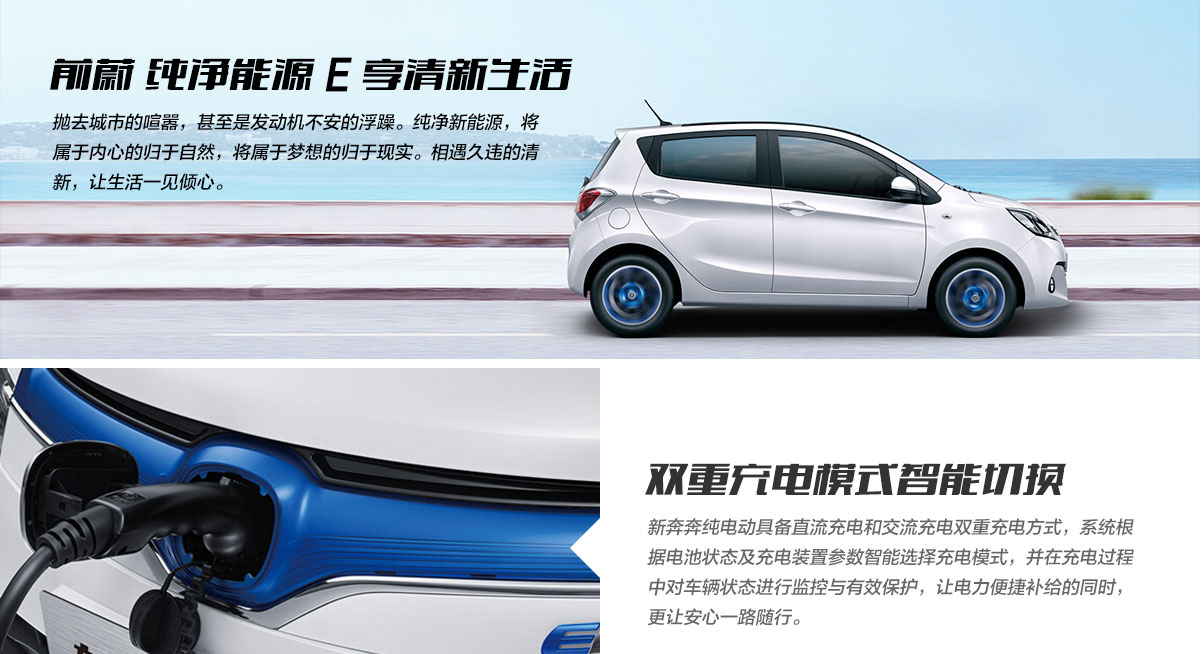 前蔚 纯净能源 E 享清新生活
抛去城市的喧嚣，甚至是发动机不安的浮躁。纯净新能源，将
属于内心的归于自然，将属于梦想的归于现实。相遇久违的清
新，让生活一见倾心。
双重充电模式智能切换
新奔奔纯电动具备直流充电和交流充电双重充电方式，系统根
据电池状态及充电装置参数智能选择充电模式，并在充电过程
中对车辆状态进行监控与有效保护，让电力便捷补给的同时，
更让安心一路随行。